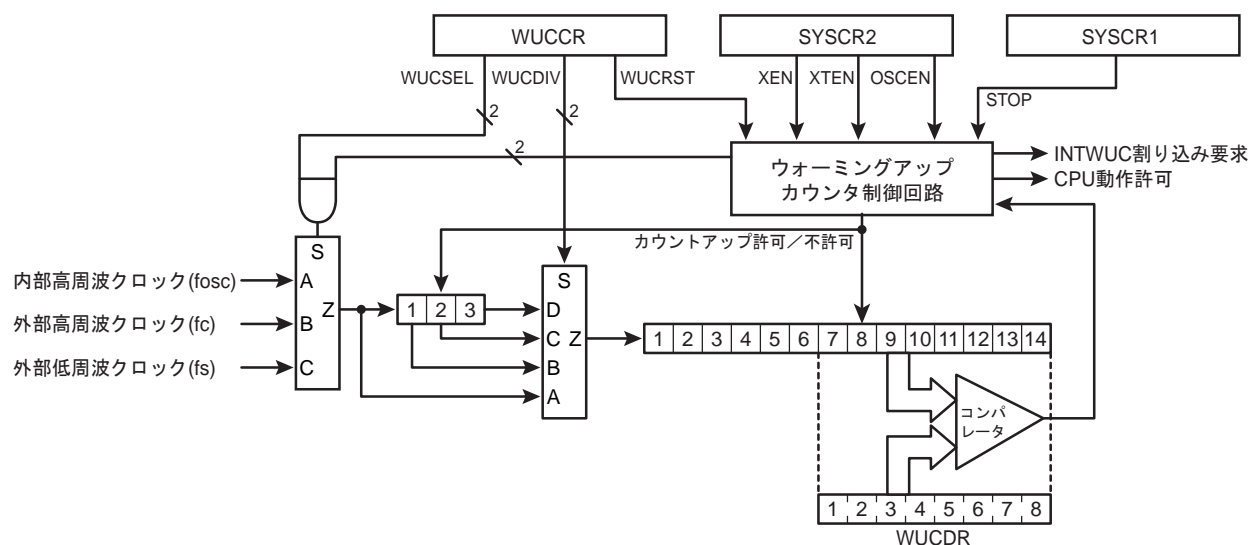 WUCCR
SYSCR2
SYSCR1
WUCSEL
WUCDIV
WUCRST
XEN
XTEN
OSCEN
STOP
2
2
2
ウォーミングアップ
カウンタ制御回路
INTWUC割り込み要求
CPU動作許可
カウントアップ許可/不許可
内部高周波クロック(fosc)
外部高周波クロック(fc)
外部低周波クロック(fs)
S
A
B
C
Z
1 2 3
S
D
C
B
A
Z
1 2 3 4 5 6 7 8 9 10 11 12 13 14
コンパ
レータ
1 2 3 4 5 6 7 8
WUCDR